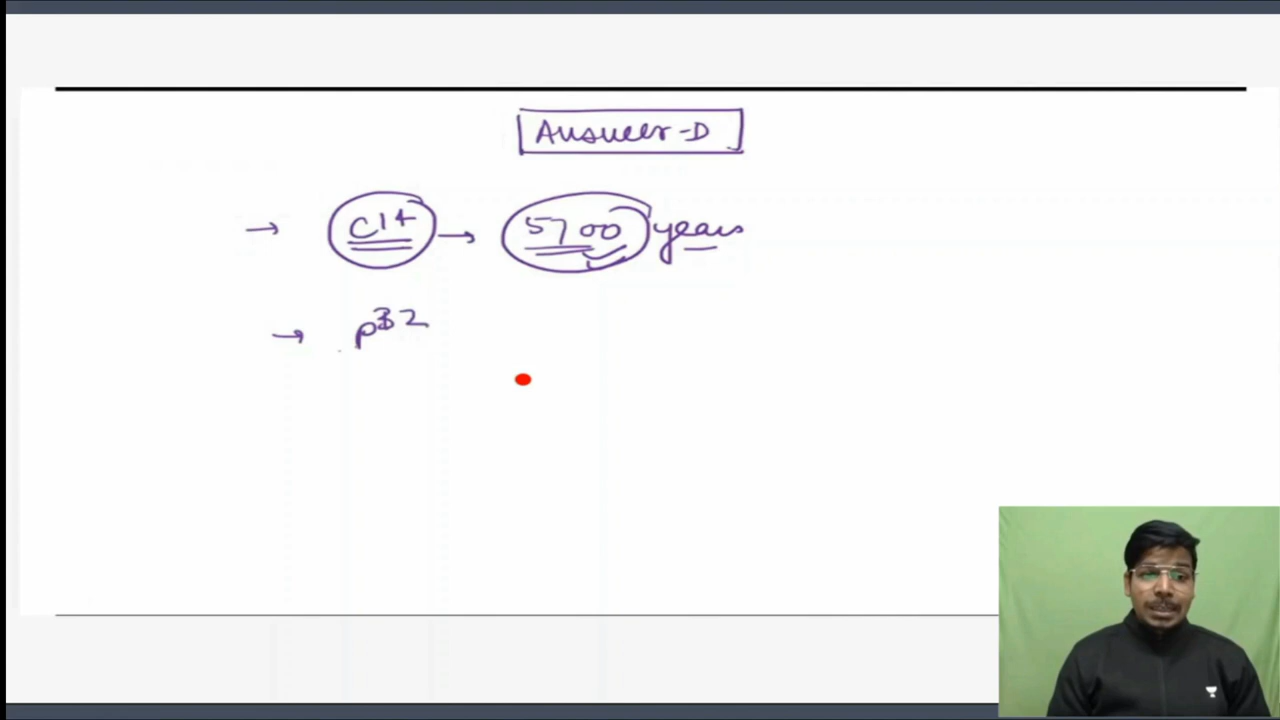 Answer-D
→ C14 → 5700 years
→ P32